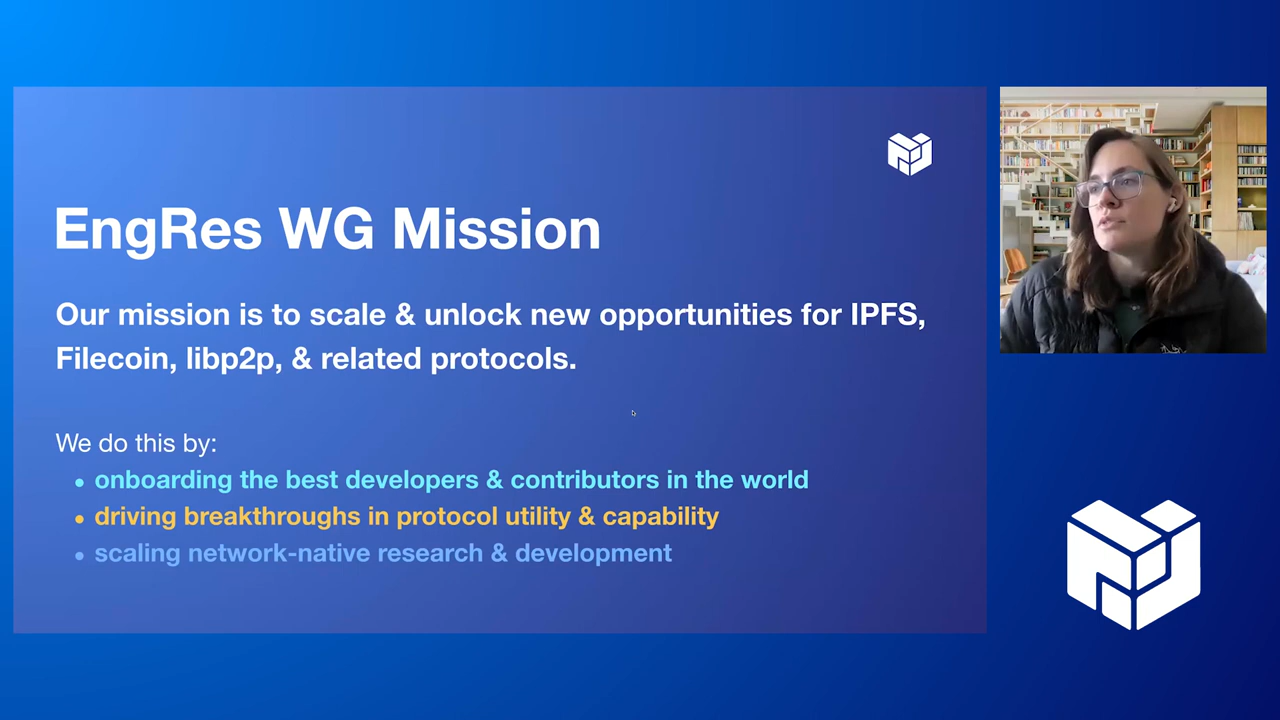 EngRes WG Mission
Our mission is to scale & unlock new opportunities for IPFS,
Filecoin, libp2p, & related protocols.
We do this by:
• onboarding the best developers & contributors in the world
• driving breakthroughs in protocol utility & capability
• scaling network-native research & development